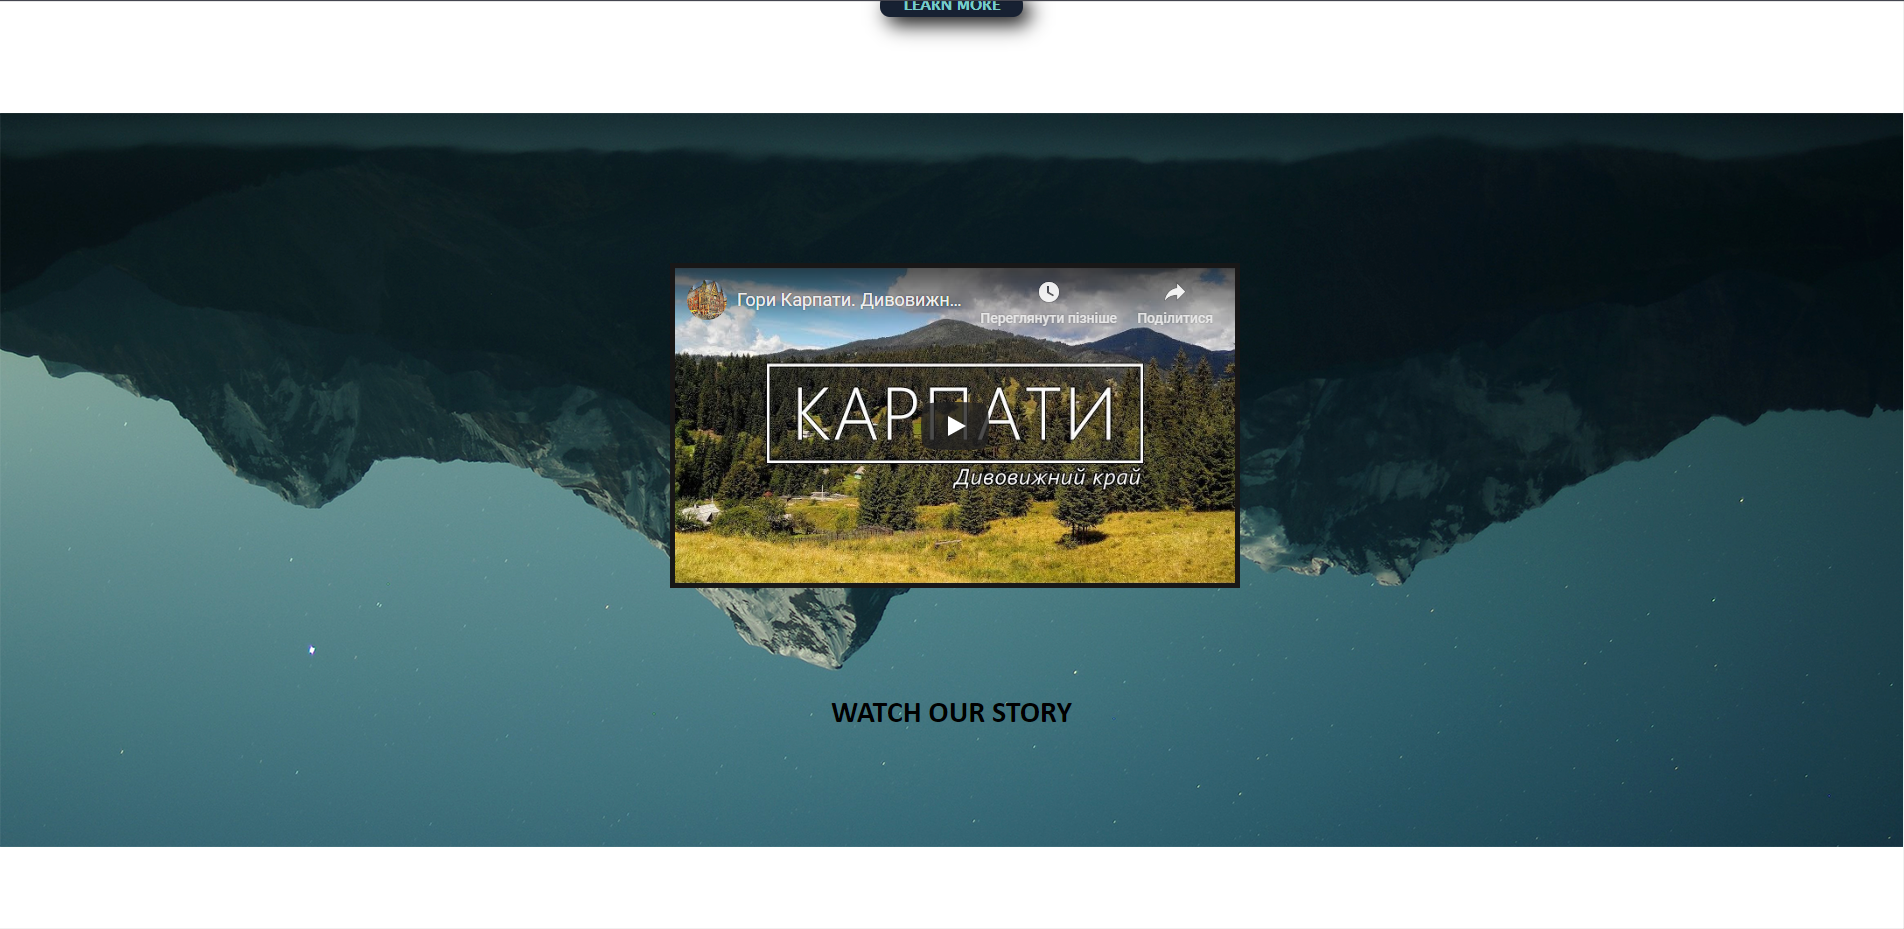 LEARN MORE
Гори Карпати. Дивовижн...
Переглянути пізніше
Поділитися
КАРПАТИ
Дивовижний край
WATCH OUR STORY